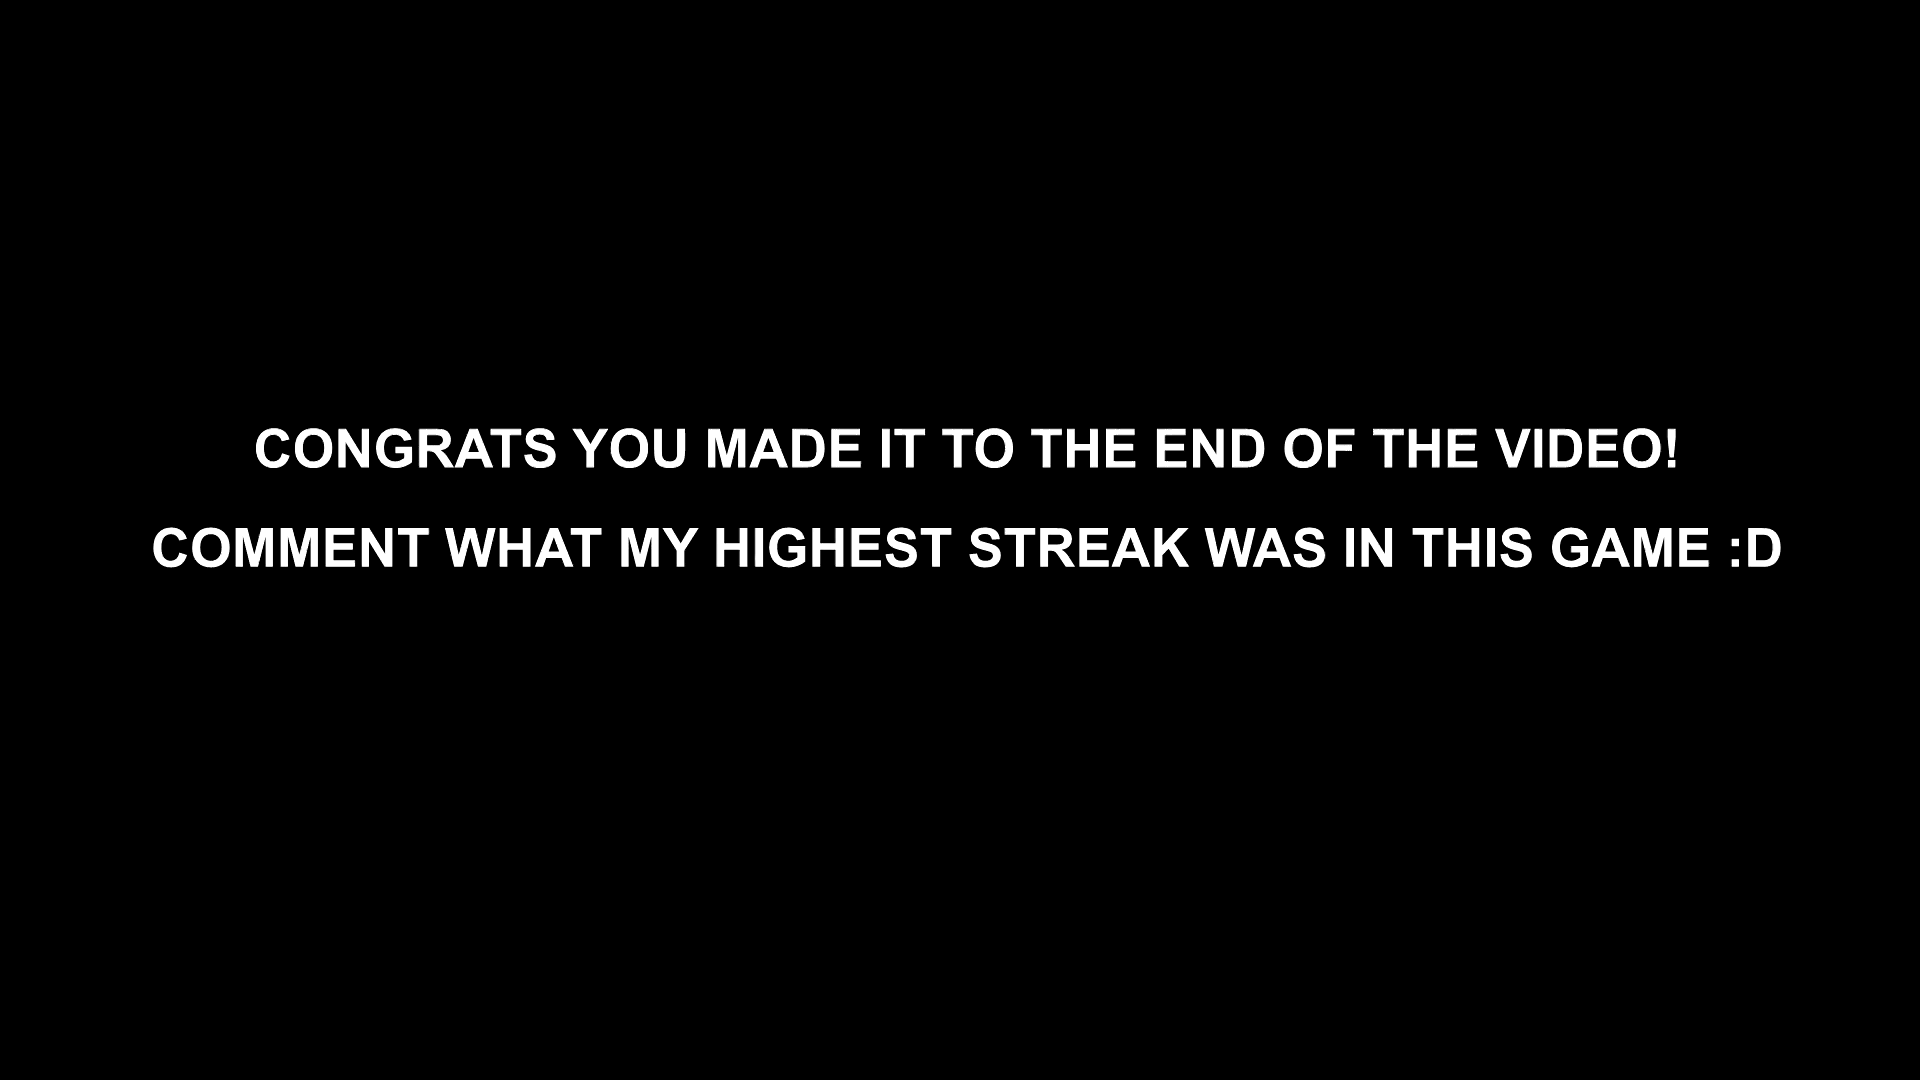 CONGRATS YOU MADE IT TO THE END OF THE VIDEO!
COMMENT WHAT MY HIGHEST STREAK WAS IN THIS GAME :D